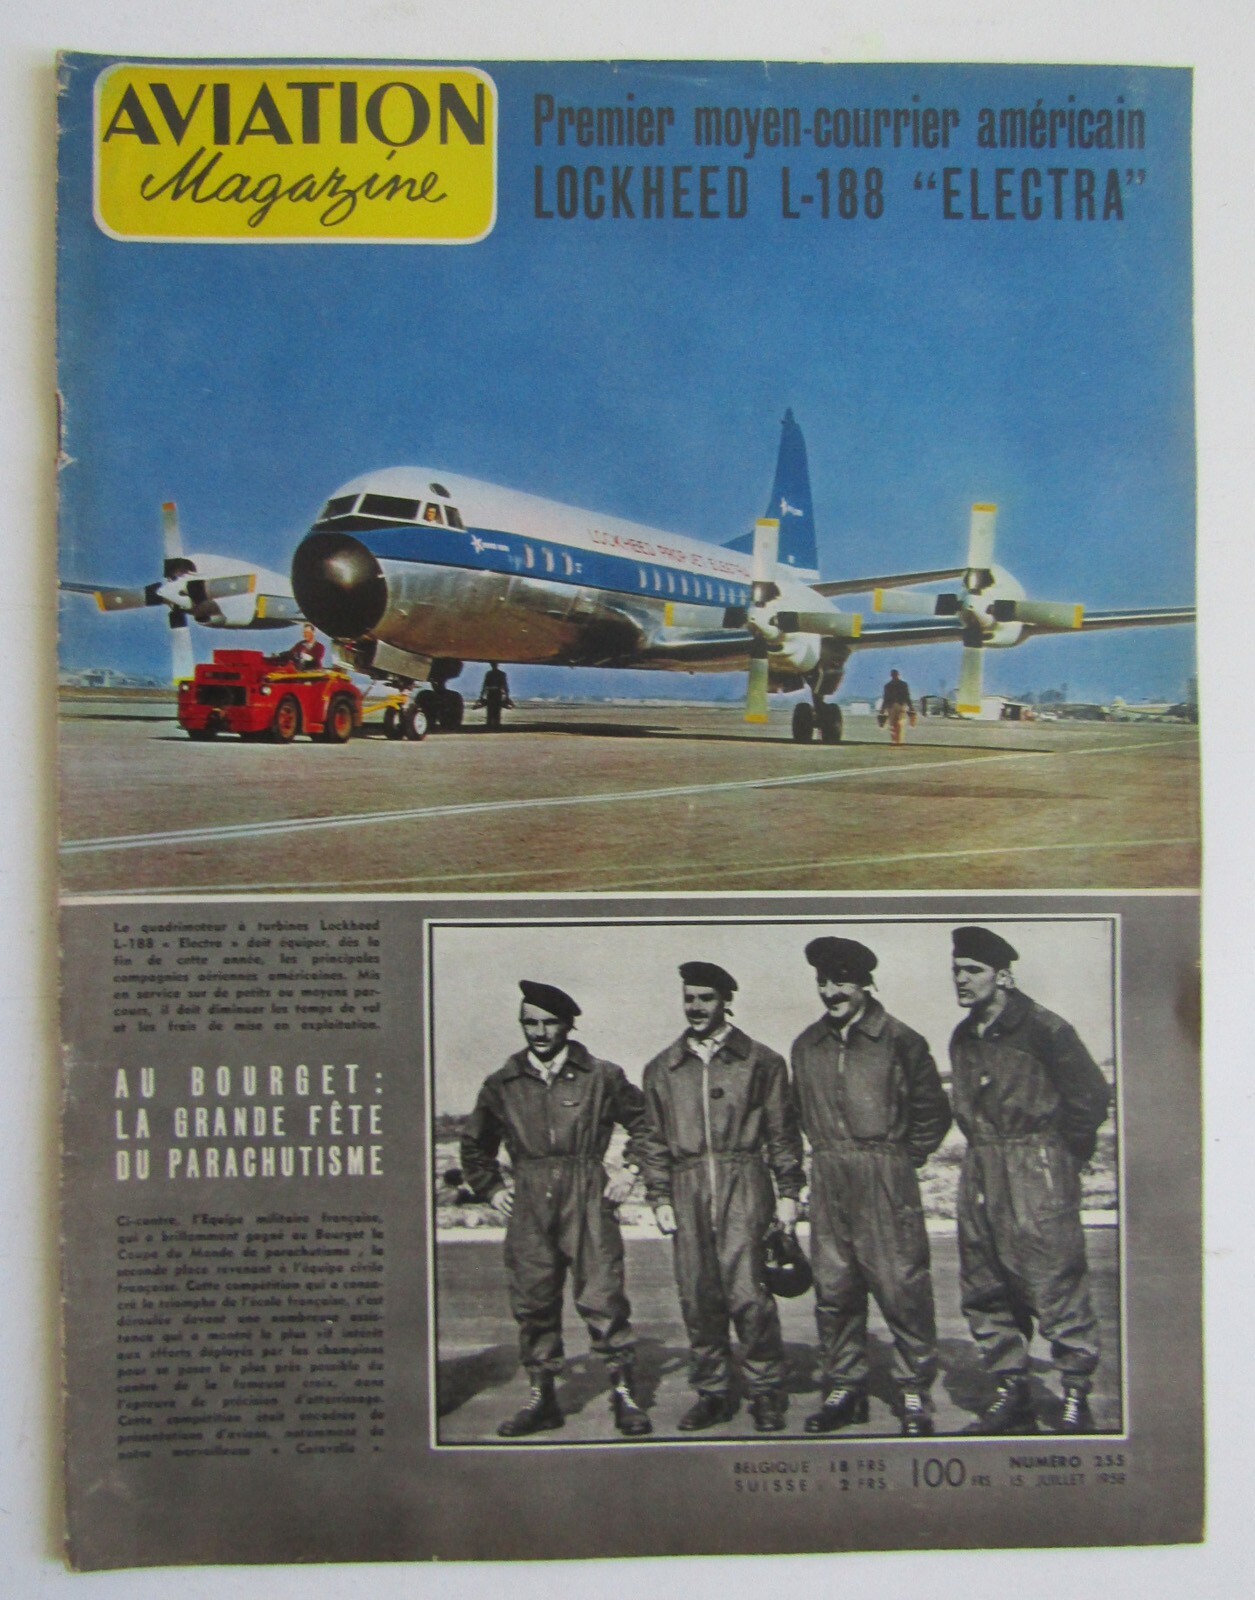 AVIATION
Magazine
Premier moyen-courrier américain
LOCKHEED L-188 "ELECTRA"
LOCKHEED PROP JET ELECTRA
Le quadrimoteur à turbines Lockheed
L-188 « Electra » doit équiper, dès la
fin de cette année, les principales
compagnies aériennes américaines. Mis
en service sur de petits ou moyens par-
cours, il doit diminuer les temps de vol
et les frais de mise en exploitation.
AU BOURGET :
LA GRANDE FÊTE
DU PARACHUTISME
Ci-contre, l'Equipe militaire française,
qui a brillamment gagné au Bourget la
Coupe du Monde de parachutisme ; la
seconde place revenant à l'équipe civile
française. Cette compétition qui a consa-
cré le triomphe de l'école française, s'est
déroulée devant une nombreuse assis-
tance qui a montré le plus vif intérêt
aux efforts déployés par les champions
pour se poser le plus près possible du
centre de la fameuse croix, dans
l'épreuve de précision d'atterrissage.
Cette compétition était encadrée de
présentations d'avions, notamment de
notre merveilleuse « Caravelle ».
BELGIQUE : 18 FRS
SUISSE : 2 FRS
100 FRS
NUMÉRO 255
15 JUILLET 1958